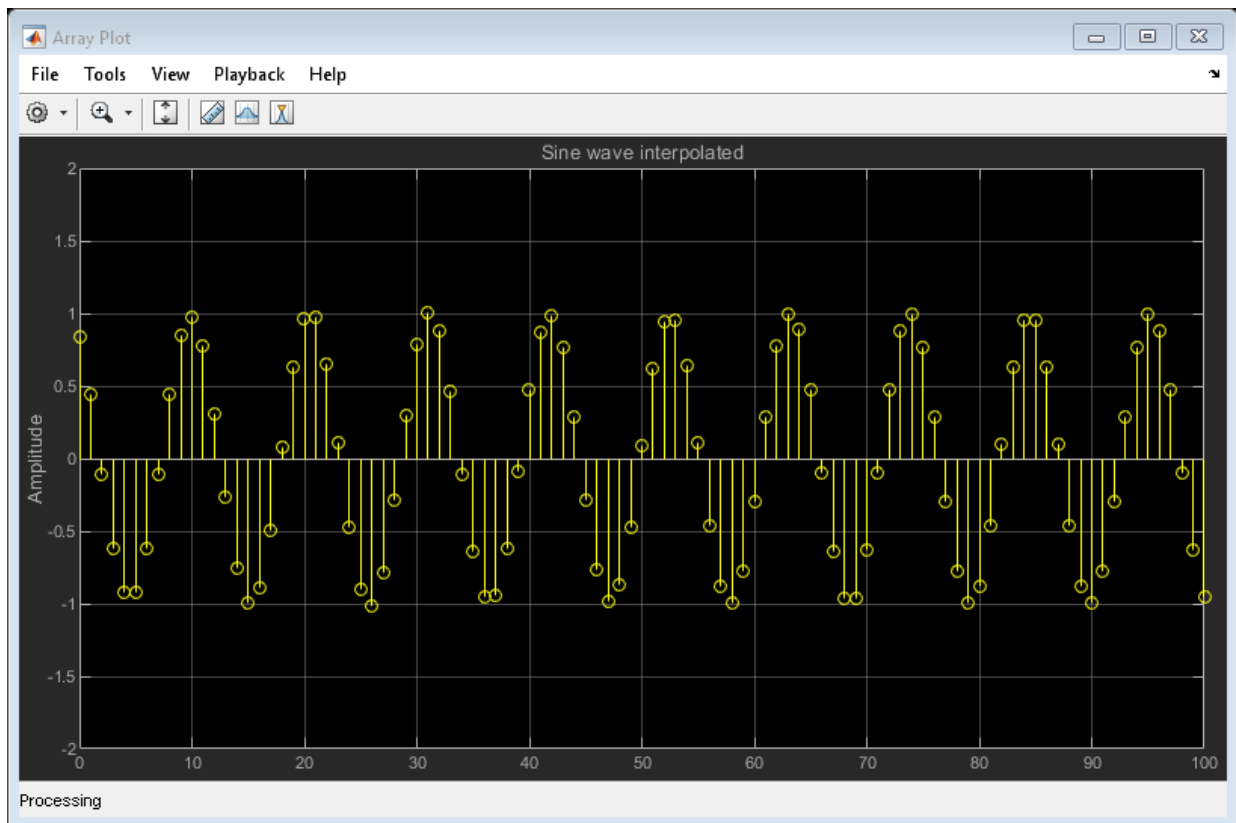 Array Plot
File Tools View Playback Help
Sine wave interpolated
2
1.5
1
0.5
0
-0.5
-1
-1.5
-2
Amplitude
0 10 20 30 40 50 60 70 80 90 100
Processing